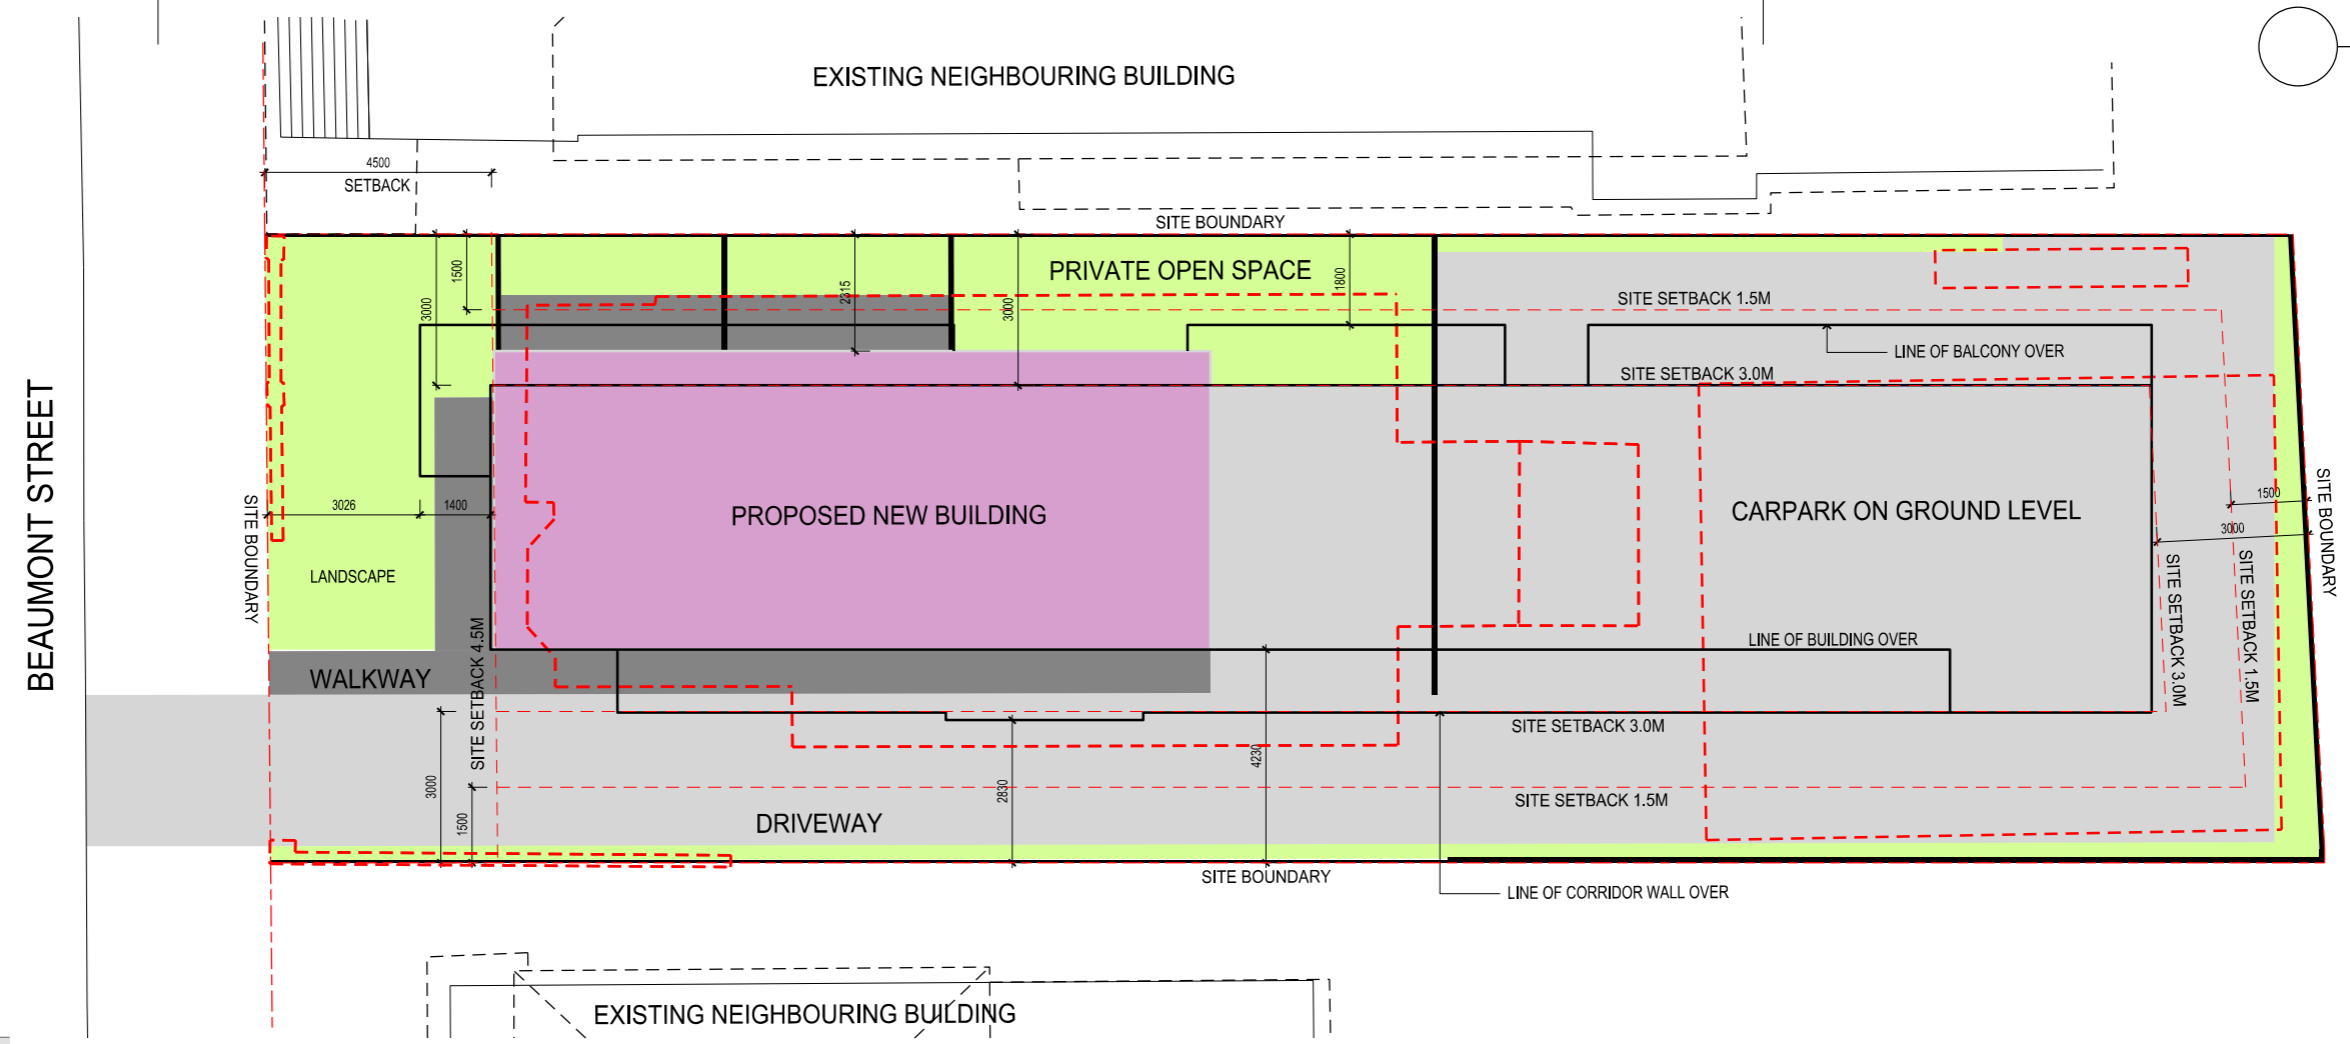 EXISTING NEIGHBOURING BUILDING
4500
SETBACK
SITE BOUNDARY
1500
3000
2315
3000
PRIVATE OPEN SPACE
1800
SITE SETBACK 1.5M
LINE OF BALCONY OVER
SITE SETBACK 3.0M
BEAUMONT STREET
SITE BOUNDARY
3026
1400
PROPOSED NEW BUILDING
CARPARK ON GROUND LEVEL
1500
3000
SITE BOUNDARY
LANDSCAPE
SITE SETBACK 3.0M
SITE SETBACK 1.5M
LINE OF BUILDING OVER
WALKWAY
SITE SETBACK 4.5M
SITE SETBACK 3.0M
3000
1500
2830
4230
SITE SETBACK 1.5M
DRIVEWAY
SITE BOUNDARY
LINE OF CORRIDOR WALL OVER
EXISTING NEIGHBOURING BUILDING